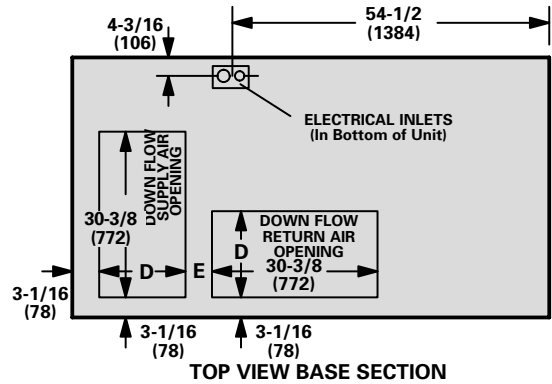 54-1/2
(1384)
4-3/16
(106)
ELECTRICAL INLETS
(In Bottom of Unit)
DOWN FLOW
SUPPLY AIR
OPENING
30-3/8
(772)
D
E
D
DOWN FLOW
RETURN AIR
OPENING
30-3/8
(772)
3-1/16
(78)
3-1/16
(78)
3-1/16
(78)
TOP VIEW BASE SECTION